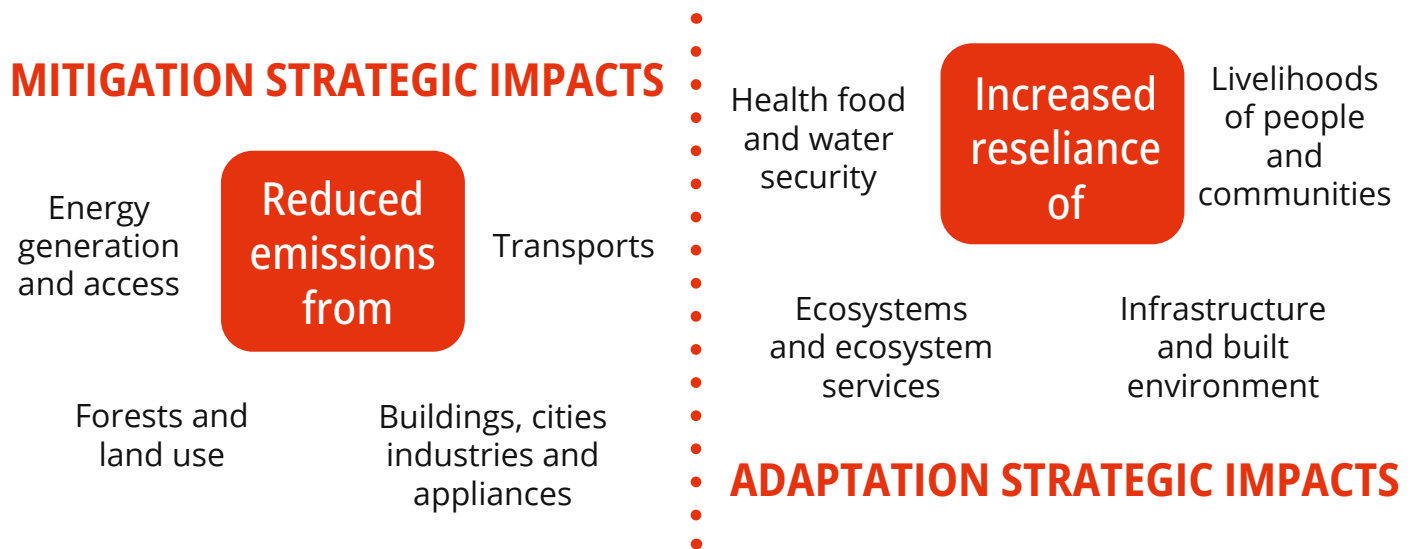 MITIGATION STRATEGIC IMPACTS
Reduced
emissions
from
Energy
generation
and access
Transports
Forests and
land use
Buildings, cities
industries and
appliances
Increased
reseliance
of
Health food
and water
security
Livelihoods
of people
and
communities
Ecosystems
and ecosystem
services
Infrastructure
and built
environment
ADAPTATION STRATEGIC IMPACTS